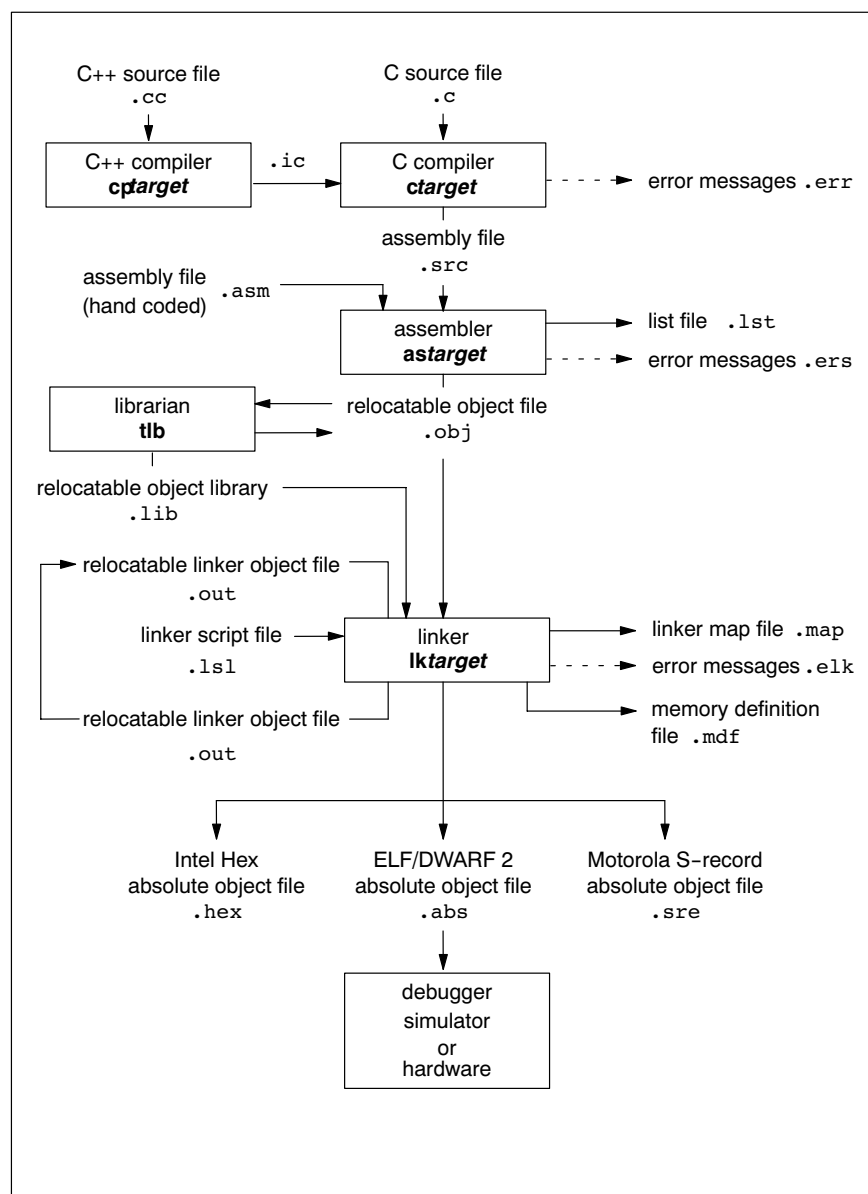 C++ source file
.cc
C source file
.c
C++ compiler
cptarget
.ic
C compiler
ctarget
error messages .err
assembly file
.src
assembly file
(hand coded)
.asm
assembler
astarget
list file .lst
error messages .ers
librarian
tlb
relocatable object file
.obj
relocatable object library
.lib
relocatable linker object file
.out
linker script file
.lsl
linker
lktarget
linker map file .map
error messages .elk
relocatable linker object file
.out
memory definition
file .mdf
Intel Hex
absolute object file
.hex
ELF/DWARF 2
absolute object file
.abs
Motorola S-record
absolute object file
.sre
debugger
simulator
or
hardware